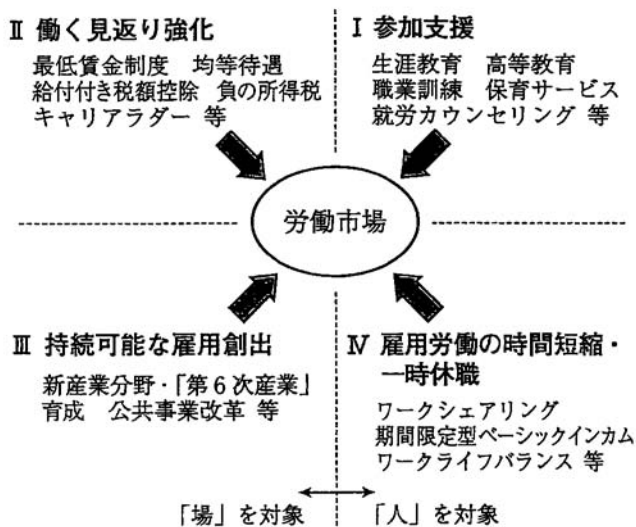 Ⅱ 働く見返り強化
最低賃金制度 均等待遇
給付付き税額控除 負の所得税
キャリアラダー 等
Ⅰ 参加支援
生涯教育 高等教育
職業訓練 保育サービス
就労カウンセリング 等
労働市場
Ⅲ 持続可能な雇用創出
新産業分野・「第6次産業」
育成 公共事業改革 等
Ⅳ 雇用労働の時間短縮・
一時休職
ワークシェアリング
期間限定型ベーシックインカム
ワークライフバランス 等
「場」を対象
「人」を対象